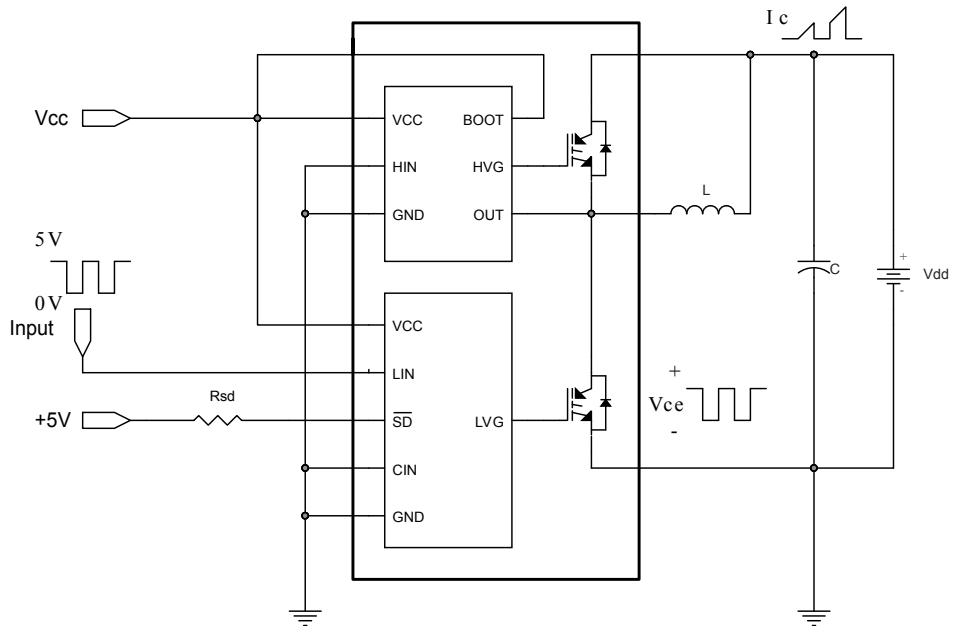 I c
Vcc
VCC
BOOT
HIN
HVG
GND
OUT
L
5V
0V
Input
C
+
-
Vdd
VCC
LIN
Rsd
+5V
SD
LVG
+
Vce
-
CIN
GND